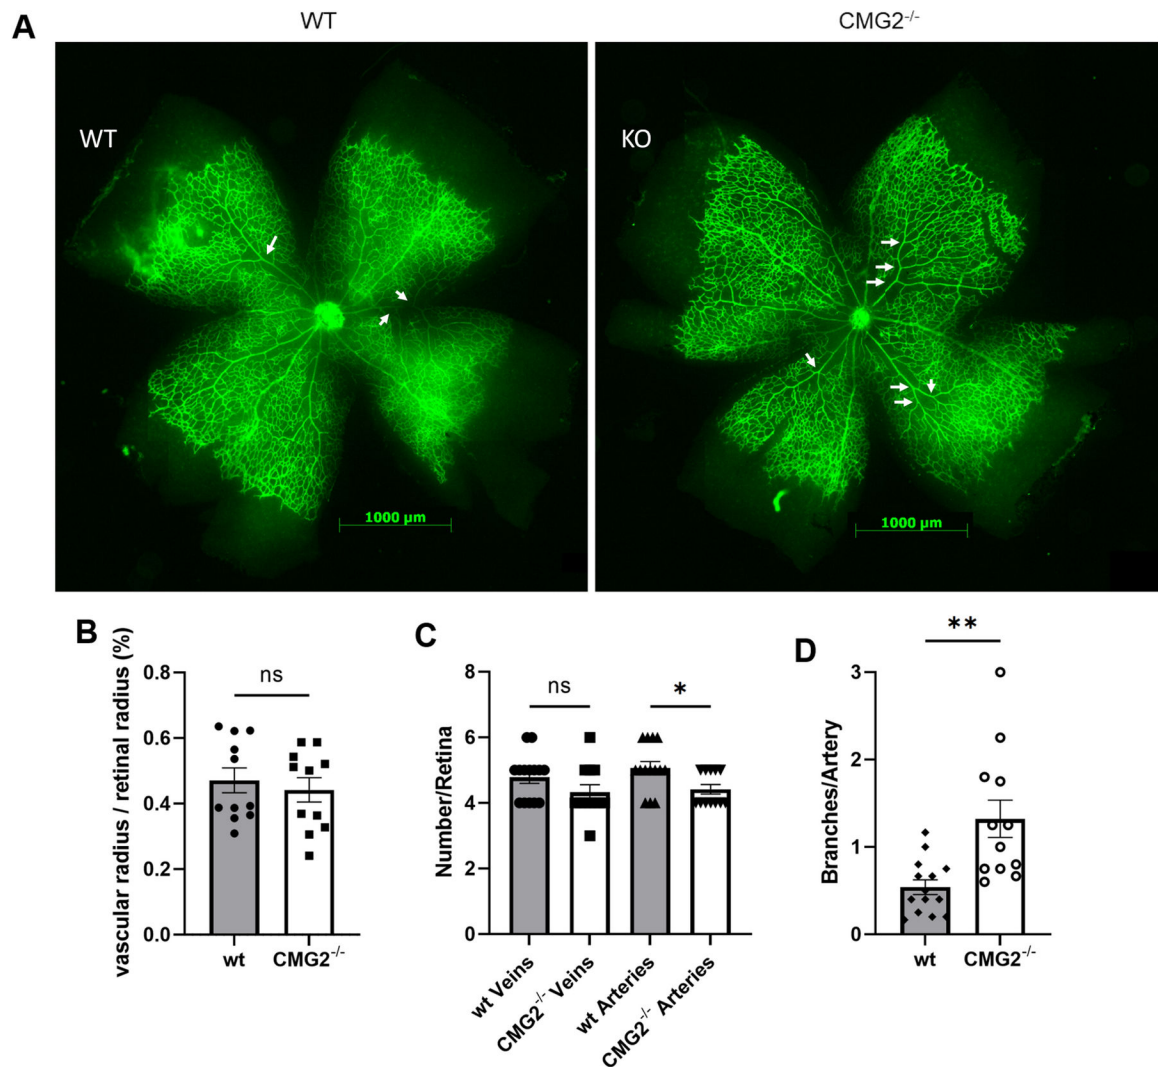 A
WT
CMG2-/-
WT
KO
1000 µm
1000 µm
B
vascular radius / retinal radius (%)
0.8
0.6
0.4
0.2
0.0
ns
wt
CMG2-/-
C
Number/Retina
8
6
4
2
0
ns
*
wt Veins
CMG2-/- Veins
wt Arteries
CMG2-/- Arteries
D
Branches/Artery
3
2
1
0
**
wt
CMG2-/-